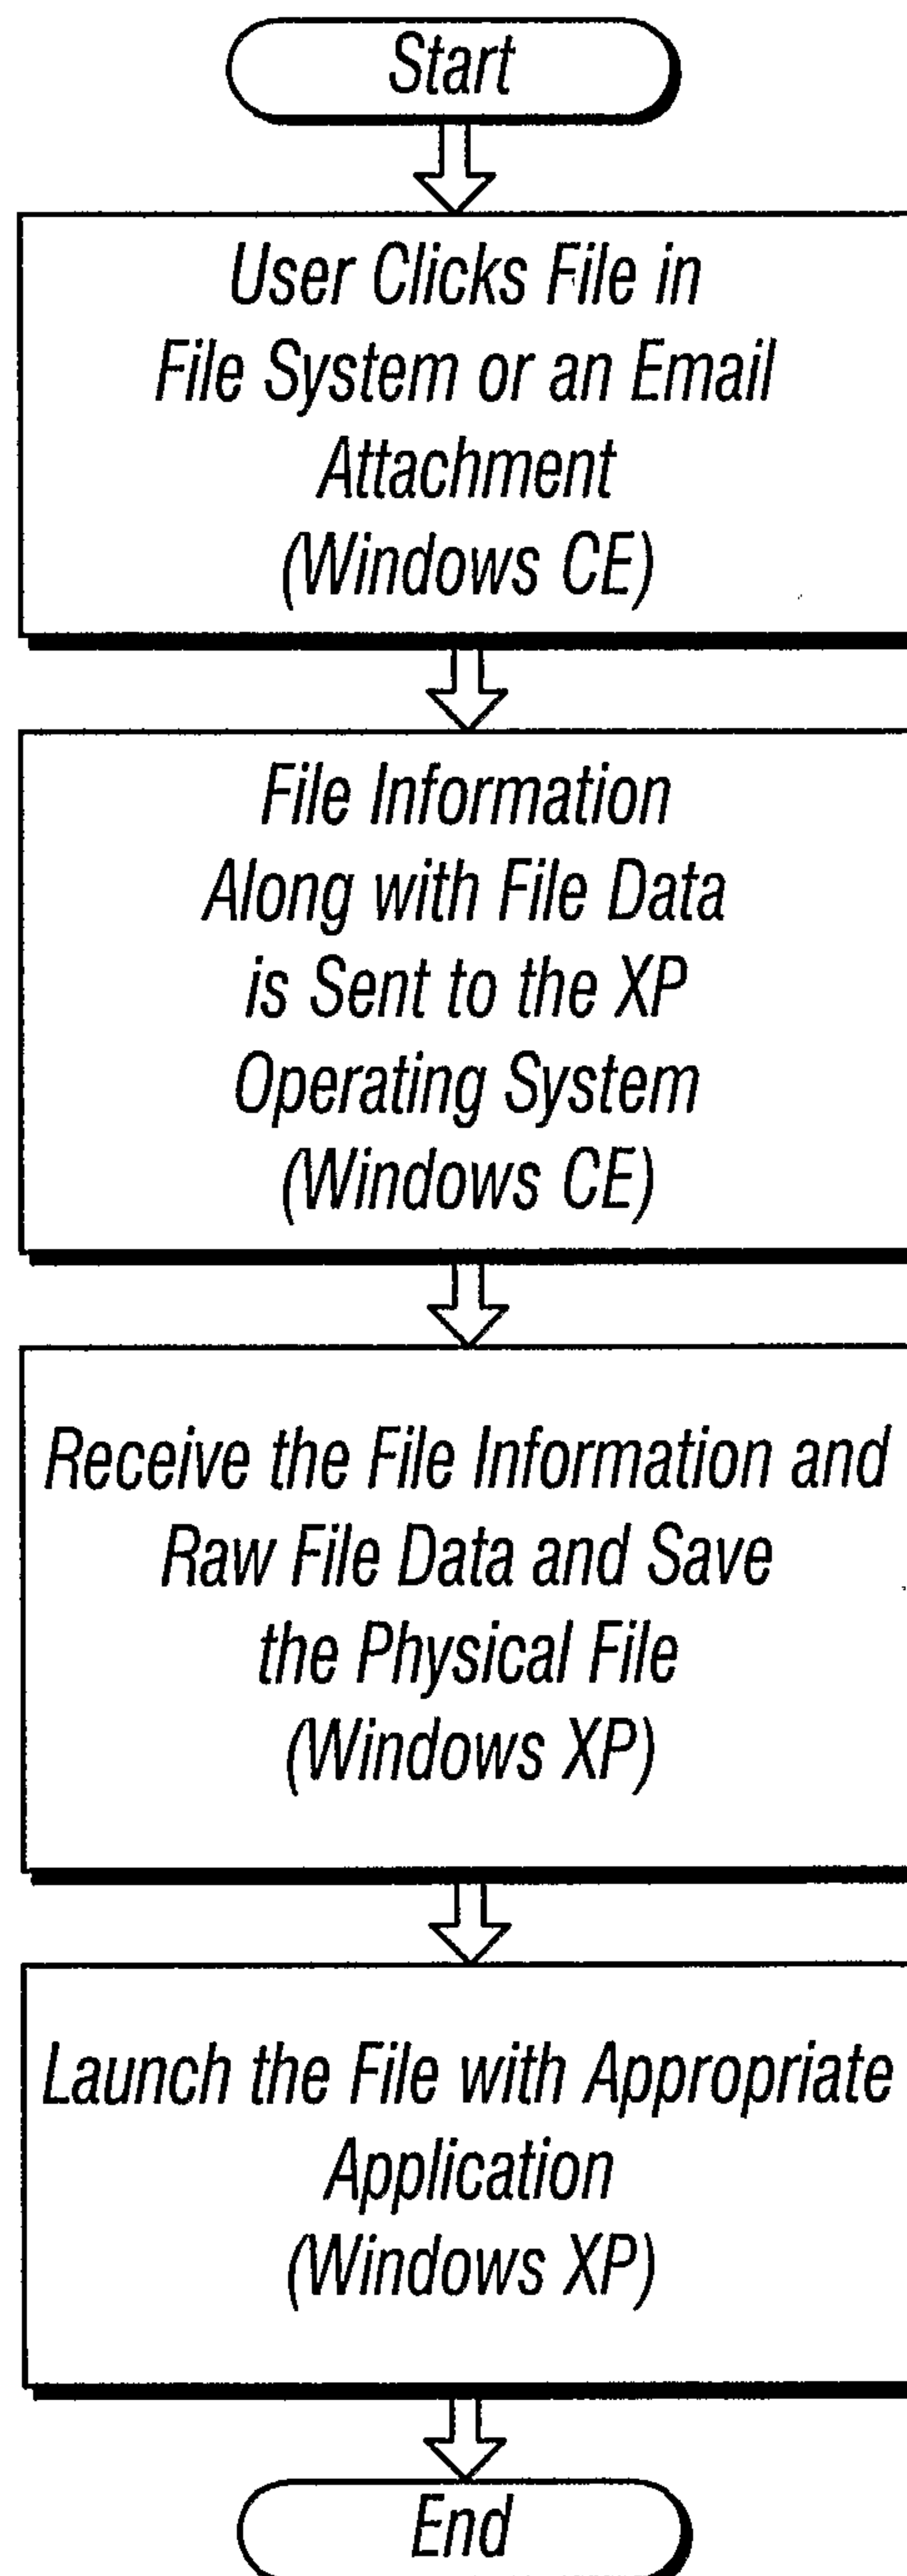 Start
User Clicks File in
File System or an Email
Attachment
(Windows CE)
File Information
Along with File Data
is Sent to the XP
Operating System
(Windows CE)
Receive the File Information and
Raw File Data and Save
the Physical File
(Windows XP)
Launch the File with Appropriate
Application
(Windows XP)
End